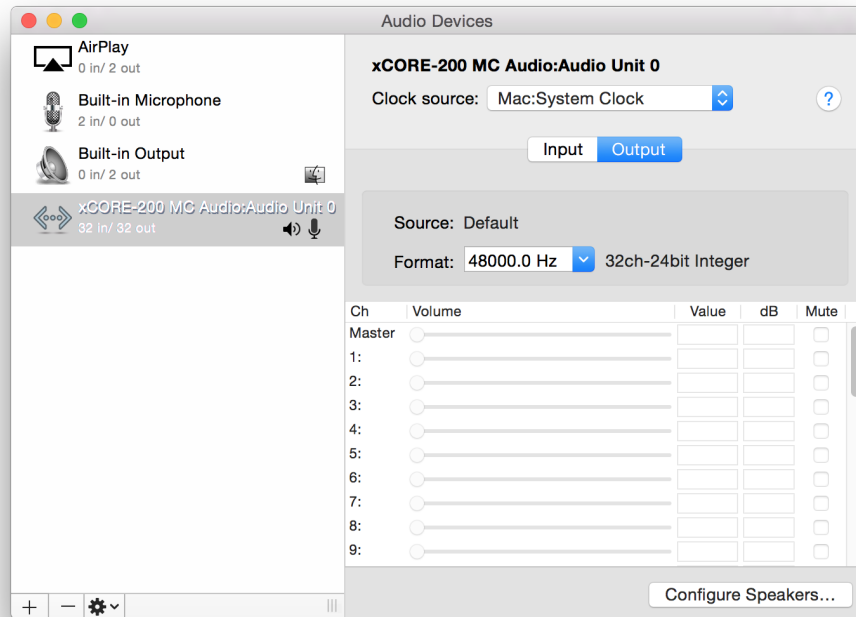 Audio Devices
AirPlay
0 in/ 2 out
Built-in Microphone
2 in/ 0 out
Built-in Output
0 in/ 2 out
xCORE-200 MC Audio:Audio Unit 0
32 in/ 32 out
xCORE-200 MC Audio:Audio Unit 0
Clock source: Mac:System Clock ?
Input Output
Source: Default
Format: 48000.0 Hz 32ch-24bit Integer
Ch Volume Value dB Mute
Master
1:
2:
3:
4:
5:
6:
7:
8:
9:
Configure Speakers...